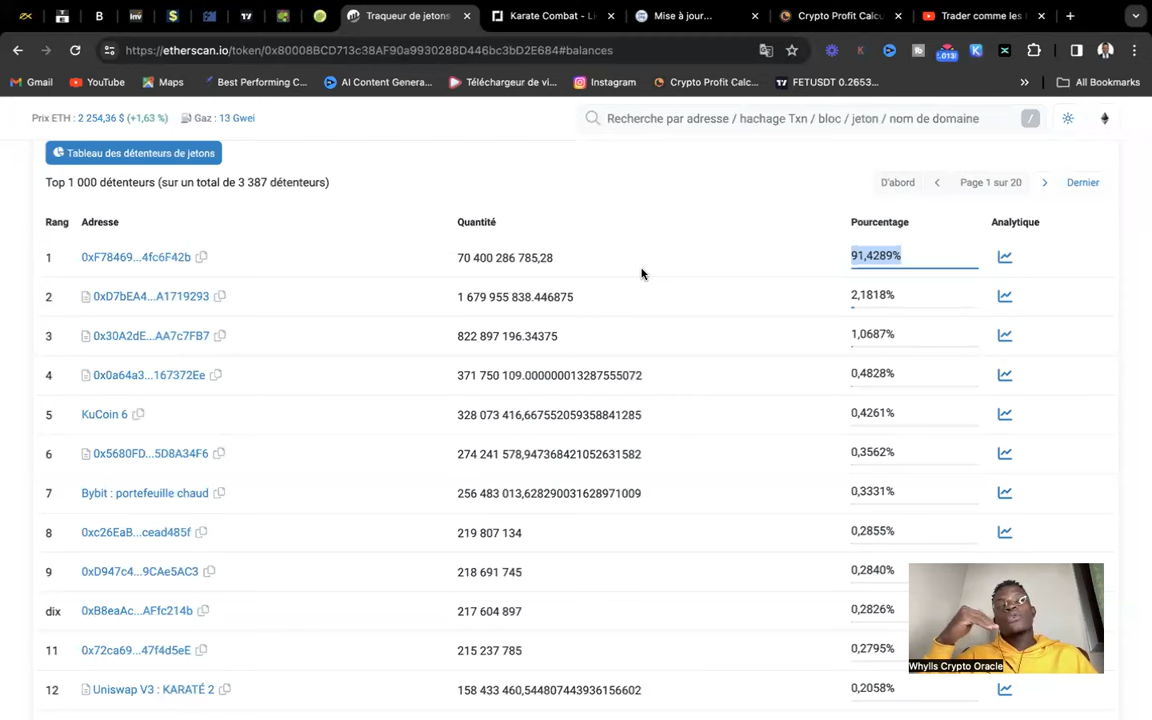 Traqueur de jetons
Karate Combat - Li
Mise à jour...
Crypto Profit Calc
Trader comme les
https://etherscan.io/token/0x80008BCD713c38AF90a9930288D446bc3bD2E684#balances
Gmail
YouTube
Maps
Best Performing C...
AI Content Genera...
Téléchargeur de vi...
Instagram
Crypto Profit Calc...
FETUSDT 0.2653...
All Bookmarks
Prix ETH : 2 254,36 $ (+1,63 %)
Gaz : 13 Gwei
Recherche par adresse / hachage Txn / bloc / jeton / nom de domaine
/
Tableau des détenteurs de jetons
Top 1 000 détenteurs (sur un total de 3 387 détenteurs)
D'abord
Page 1 sur 20
Dernier
Rang Adresse Quantité Pourcentage Analytique
1 0xF78469...4fc6F42b 70 400 286 785,28 91,4289%
2 0xD7bEA4...A1719293 1 679 955 838.446875 2,1818%
3 0x30A2dE...AA7c7FB7 822 897 196.34375 1,0687%
4 0x0a64a3...167372Ee 371 750 109.000000013287555072 0,4828%
5 KuCoin 6 328 073 416,667552059358841285 0,4261%
6 0x5680FD...5D8A34F6 274 241 578,947368421052631582 0,3562%
7 Bybit : portefeuille chaud 256 483 013,628290031628971009 0,3331%
8 0xc26EaB...cead485f 219 807 134 0,2855%
9 0xD947c4...9CAe5AC3 218 691 745 0,2840%
dix 0xB8eaAc...AFfc214b 217 604 897 0,2826%
11 0x72ca69...47f4d5eE 215 237 785 0,2795%
12 Uniswap V3 : KARATÉ 2 158 433 460,544807443936156602 0,2058%
Whylls Crypto Oracle